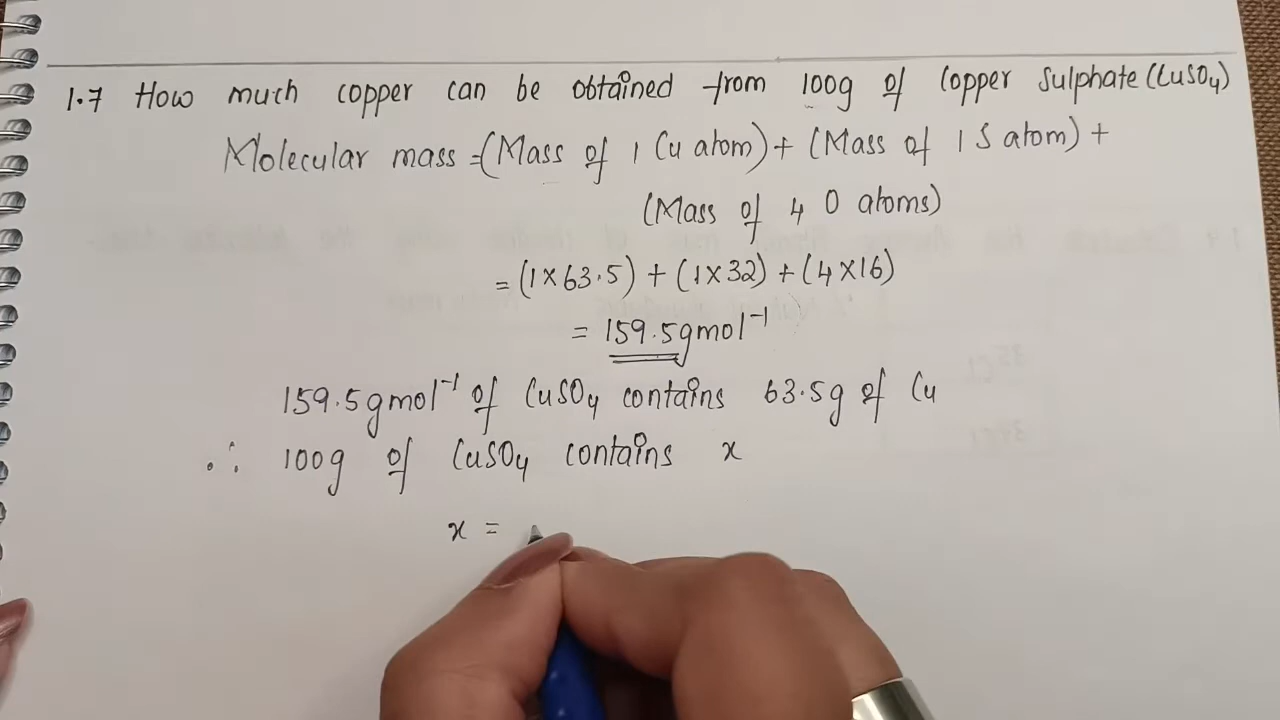 1.7 How much copper can be obtained from 100g of Copper Sulphate (CuSO₄)
Molecular mass = (Mass of 1 Cu atom) + (Mass of 1 S atom) +
(Mass of 4 O atoms)
= (1×63.5) + (1×32) + (4×16)
= 159.5gmol⁻¹
159.5gmol⁻¹ of CuSO₄ contains 63.5g of Cu
∴ 100g of CuSO₄ contains x
x =